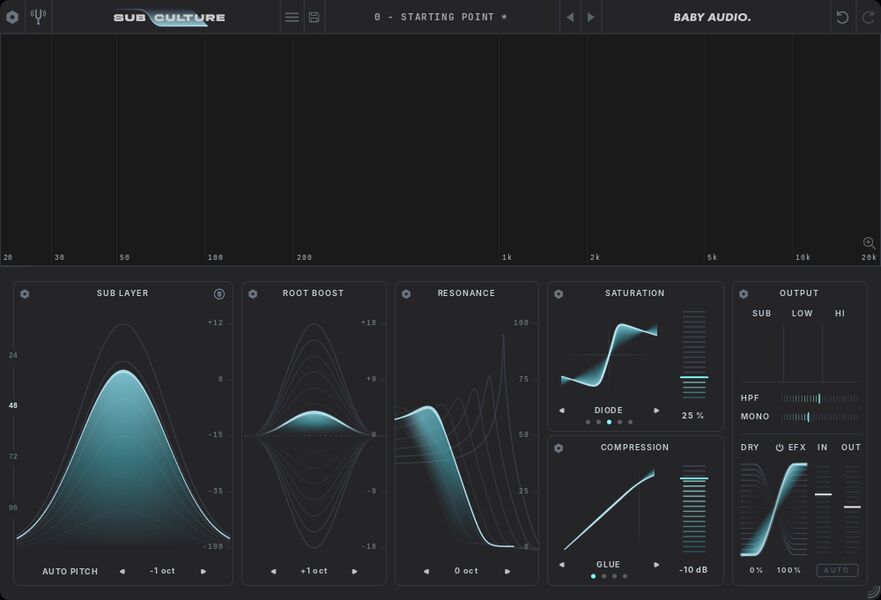 SUB CULTURE
0 - STARTING POINT *
BABY AUDIO.
20 30 50 100 200 1k 2k 5k 10k 20k
SUB LAYER
+12
24
0
48
-15
72
-35
96
-100
AUTO PITCH -1 oct
ROOT BOOST
+18
+9
0
-9
-18
+1 oct
RESONANCE
100
75
50
25
0
0 oct
SATURATION
DIODE
25 %
COMPRESSION
GLUE
-10 dB
OUTPUT
SUB LOW HI
HPF
MONO
DRY EFX IN OUT
0% 100% AUTO